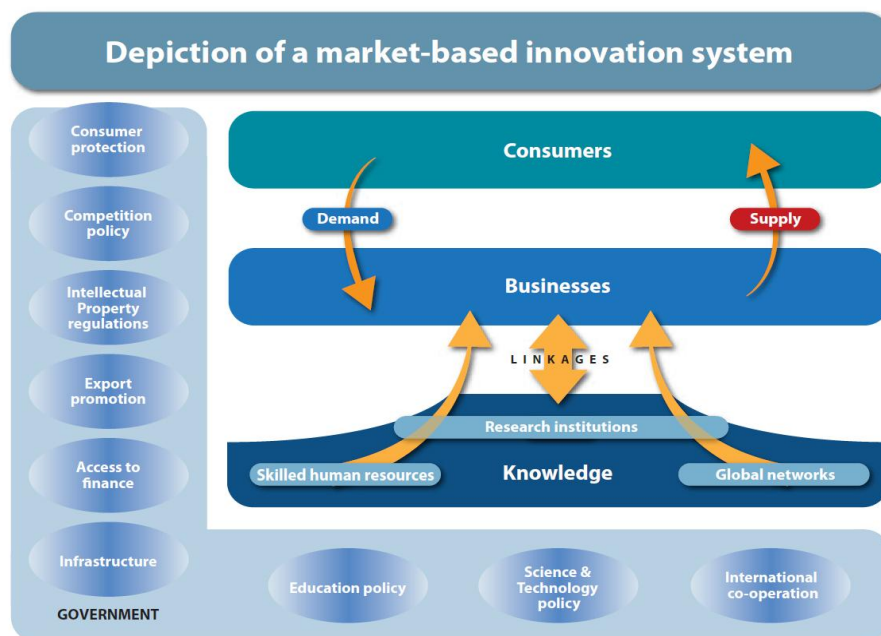 Depiction of a market-based innovation system
Consumer
protection
Competition
policy
Intellectual
Property
regulations
Export
promotion
Access to
finance
Infrastructure
GOVERNMENT
Consumers
Demand
Supply
Businesses
LINKAGES
Research institutions
Skilled human resources
Knowledge
Global networks
Education policy
Science &
Technology
policy
International
co-operation